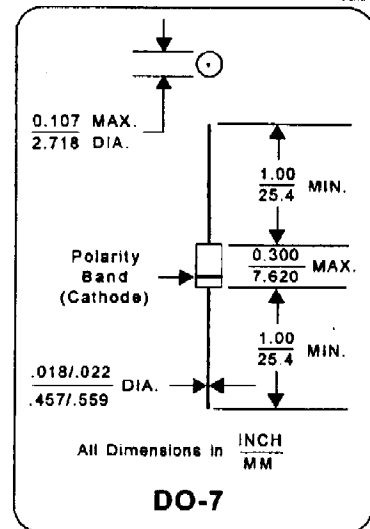 0.107 MAX.
2.718 DIA.
1.00
25.4 MIN.
Polarity
Band
(Cathode)
0.300
7.620 MAX.
1.00
25.4 MIN.
.018/.022
.457/.559 DIA.
All Dimensions in INCH
MM
DO-7